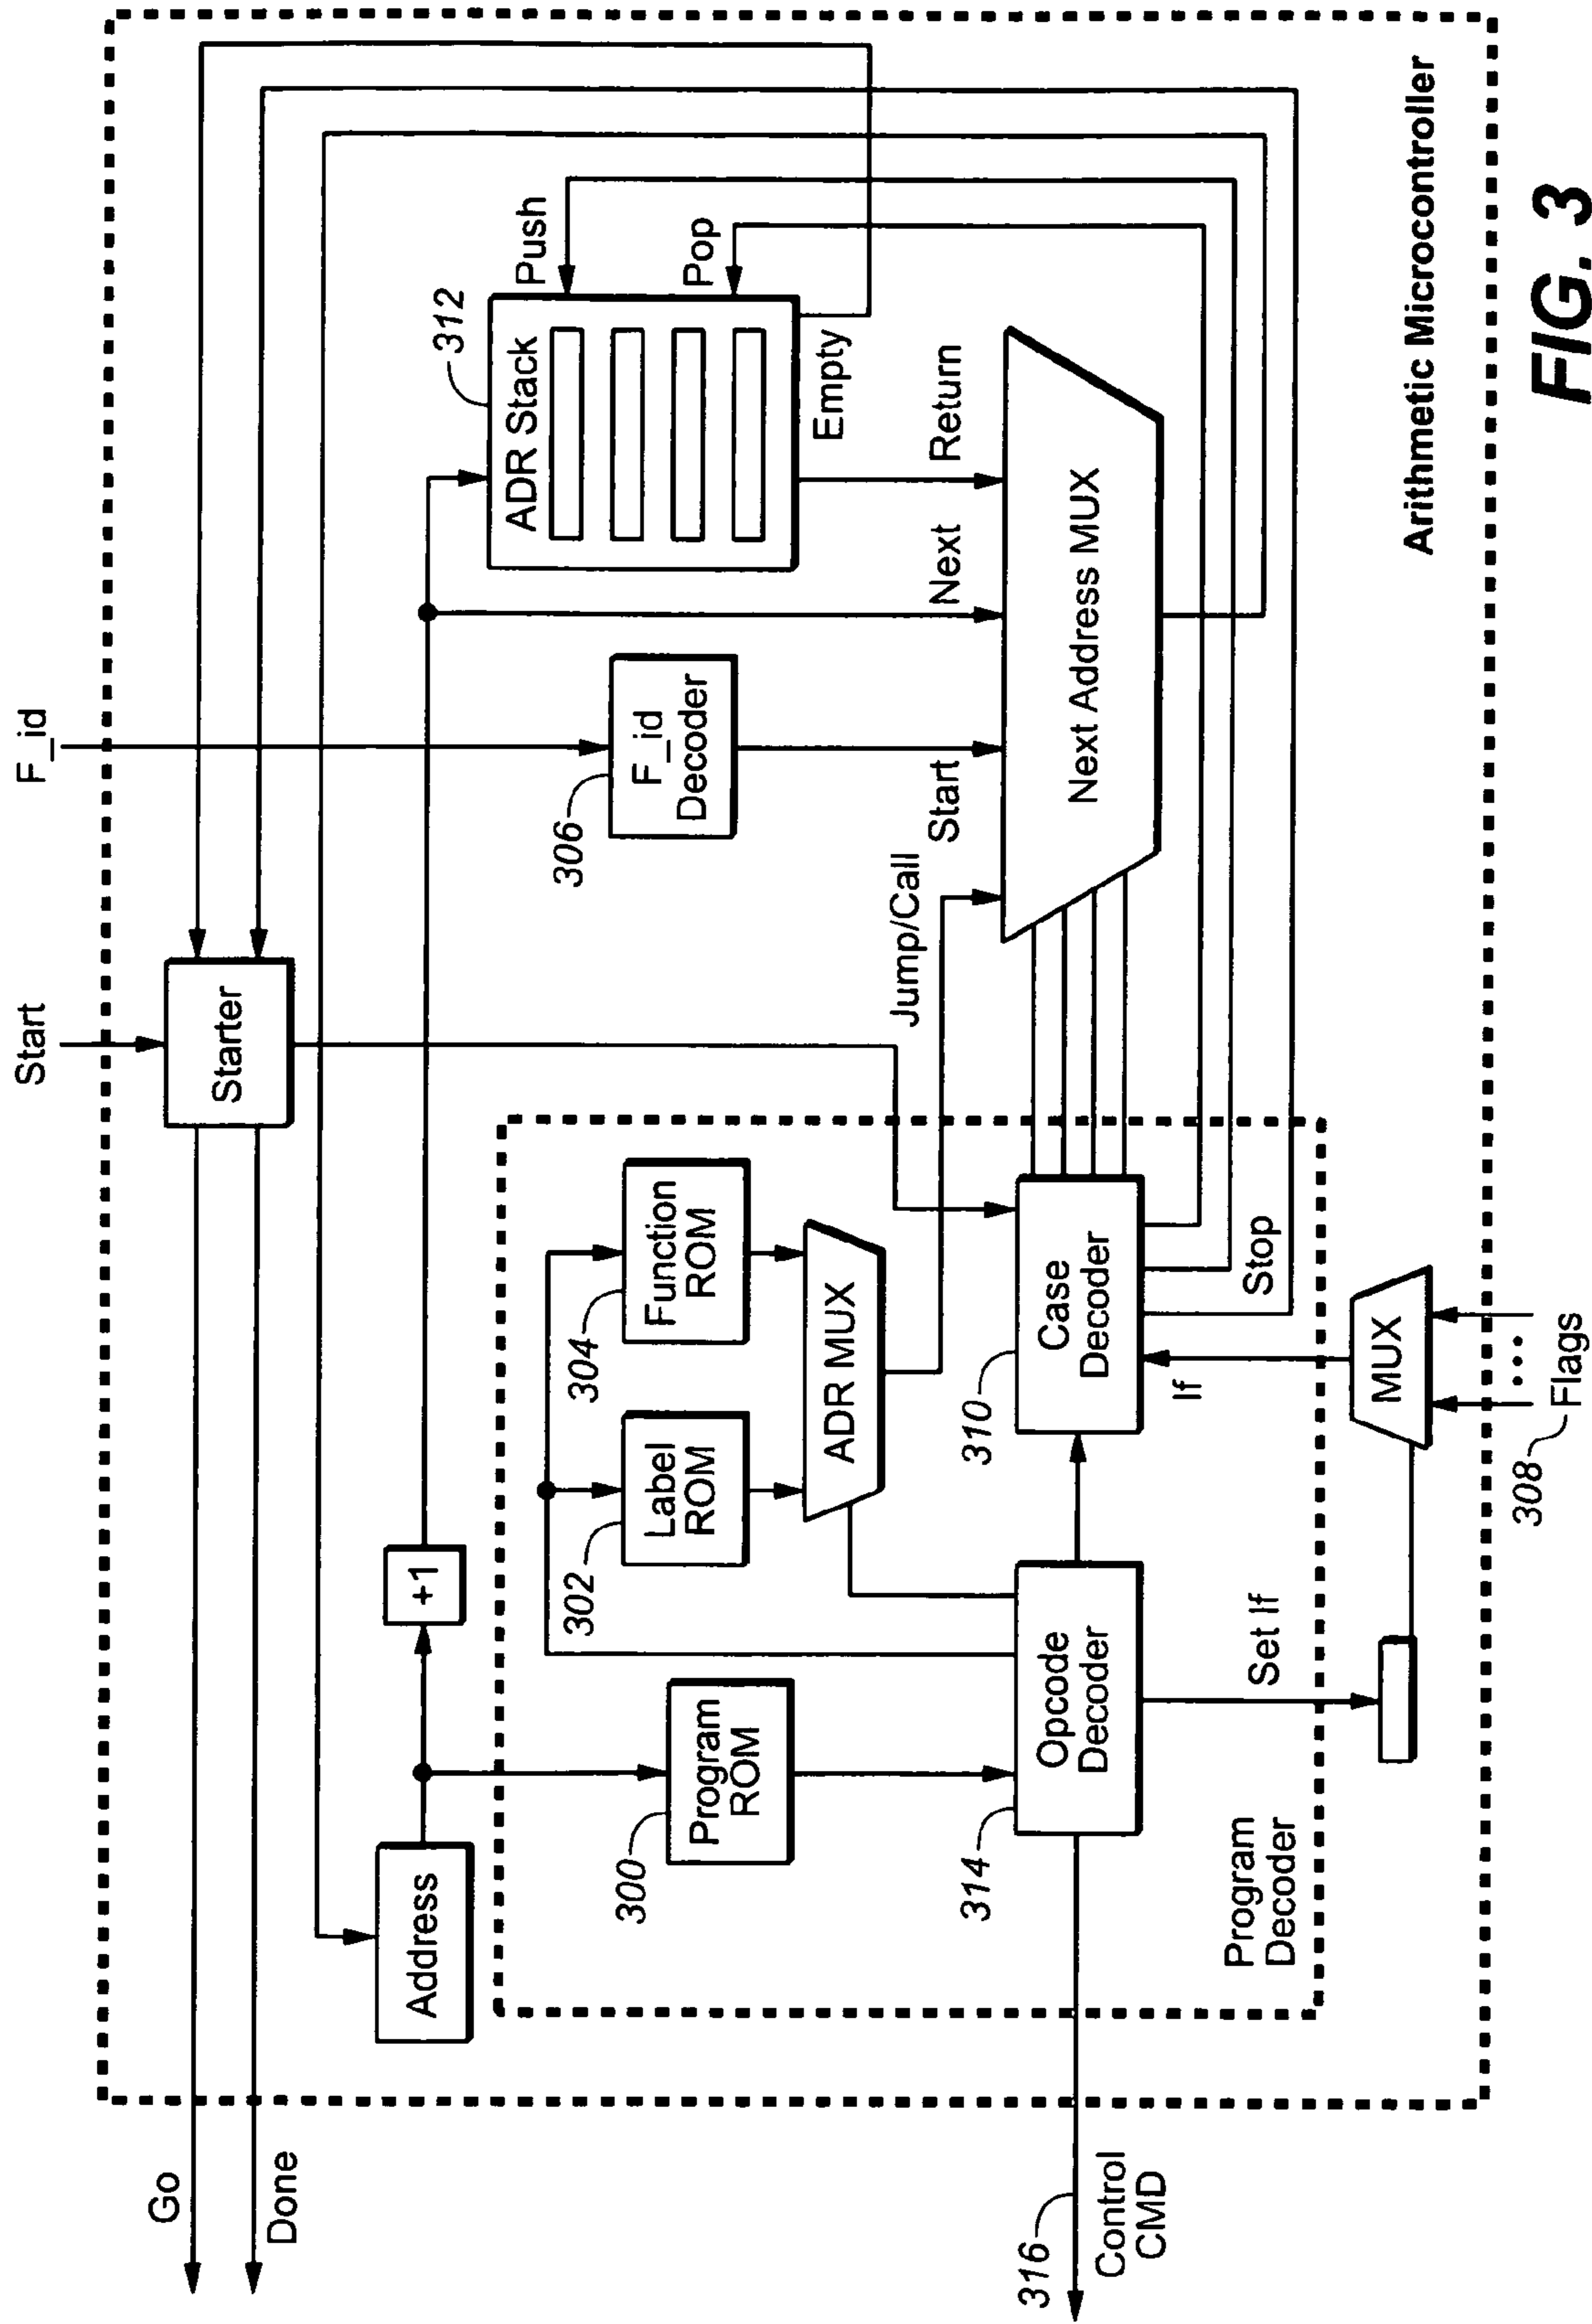 Start
F_id
Go
Done
Starter
Address
+1
ADR Stack
312
Push
Pop
Empty
F_id
Decoder
306
Program
ROM
300
Label
ROM
302
Function
ROM
304
ADR MUX
Jump/Call
Start
Next
Return
Next Address MUX
Opcode
Decoder
314
Case
Decoder
310
If
Stop
Set If
Program
Decoder
MUX
308
Flags
316
Control
CMD
Arithmetic Microcontroller
FIG. 3